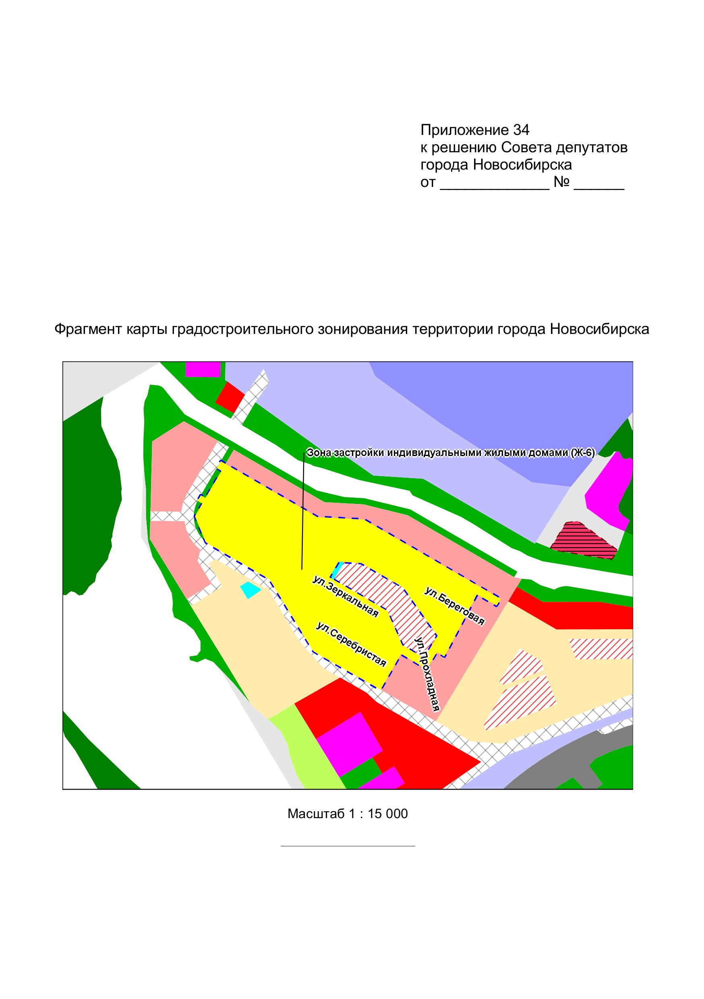 Приложение 34
к решению Совета депутатов
города Новосибирска
от _____________ № ______
Фрагмент карты градостроительного зонирования территории города Новосибирска
Зона застройки индивидуальными жилыми домами (Ж-6)
ул.Зеркальная
ул.Береговая
ул.Серебристая
ул.Прохладная
Масштаб 1 : 15 000